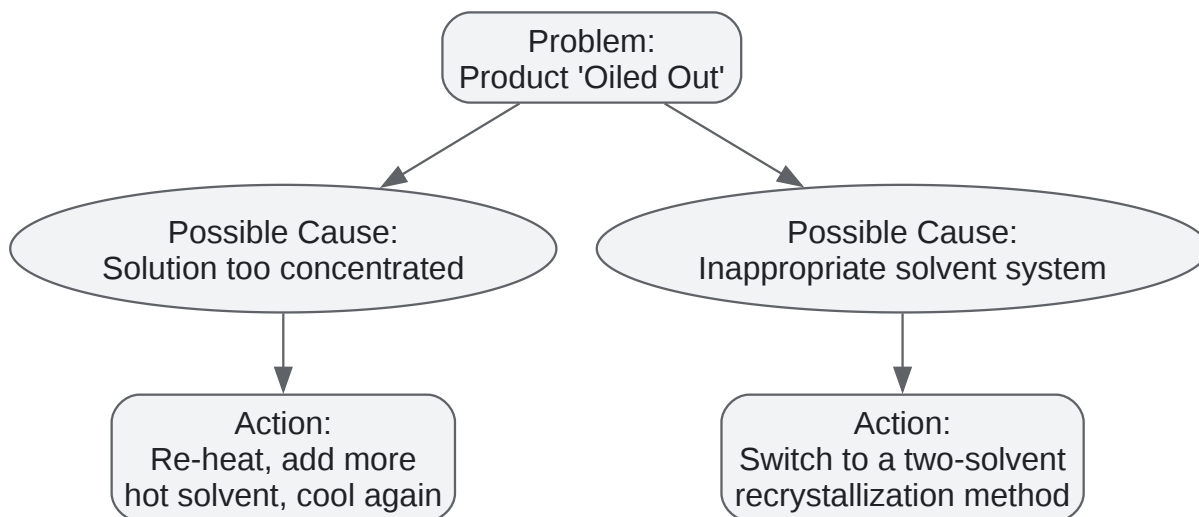 Problem:
Product 'Oiled Out'
Possible Cause:
Solution too concentrated
Possible Cause:
Inappropriate solvent system
Action:
Re-heat, add more
hot solvent, cool again
Action:
Switch to a two-solvent
recrystallization method